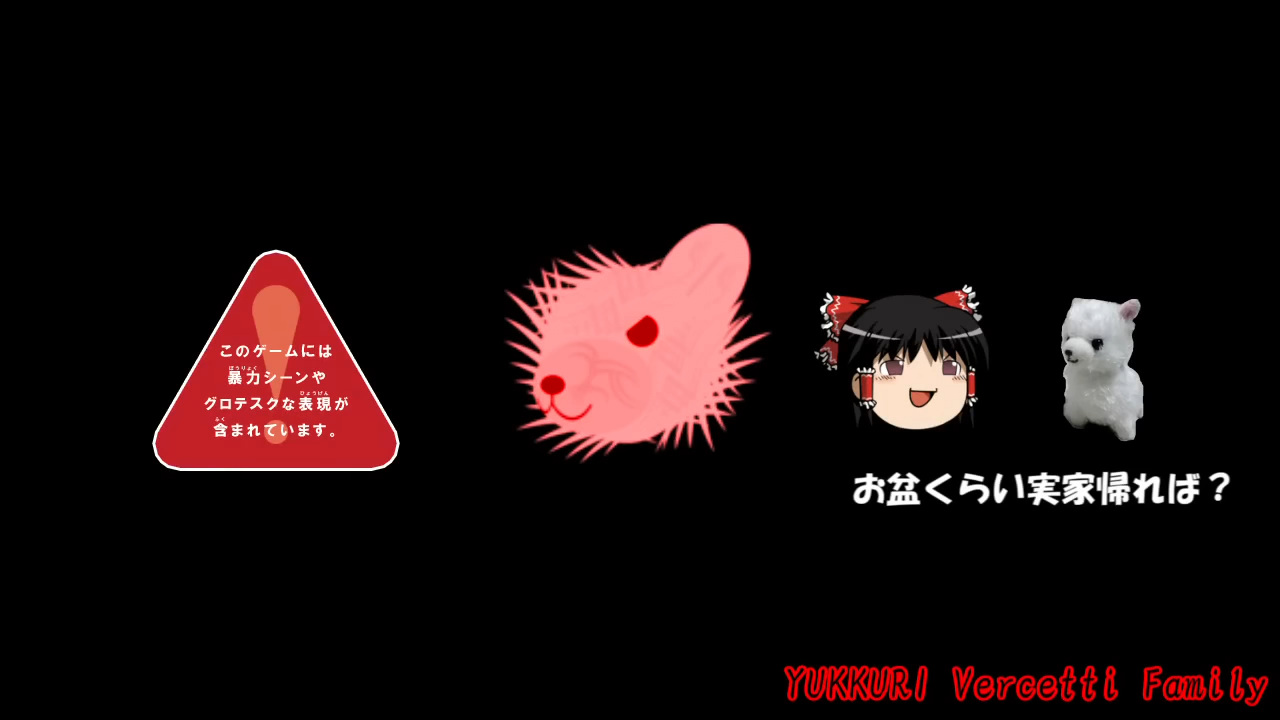 このゲームには
暴力シーンや
グロテスクな表現が
含まれています。
お盆くらい実家帰れば？
YUKKURI Vercetti Family